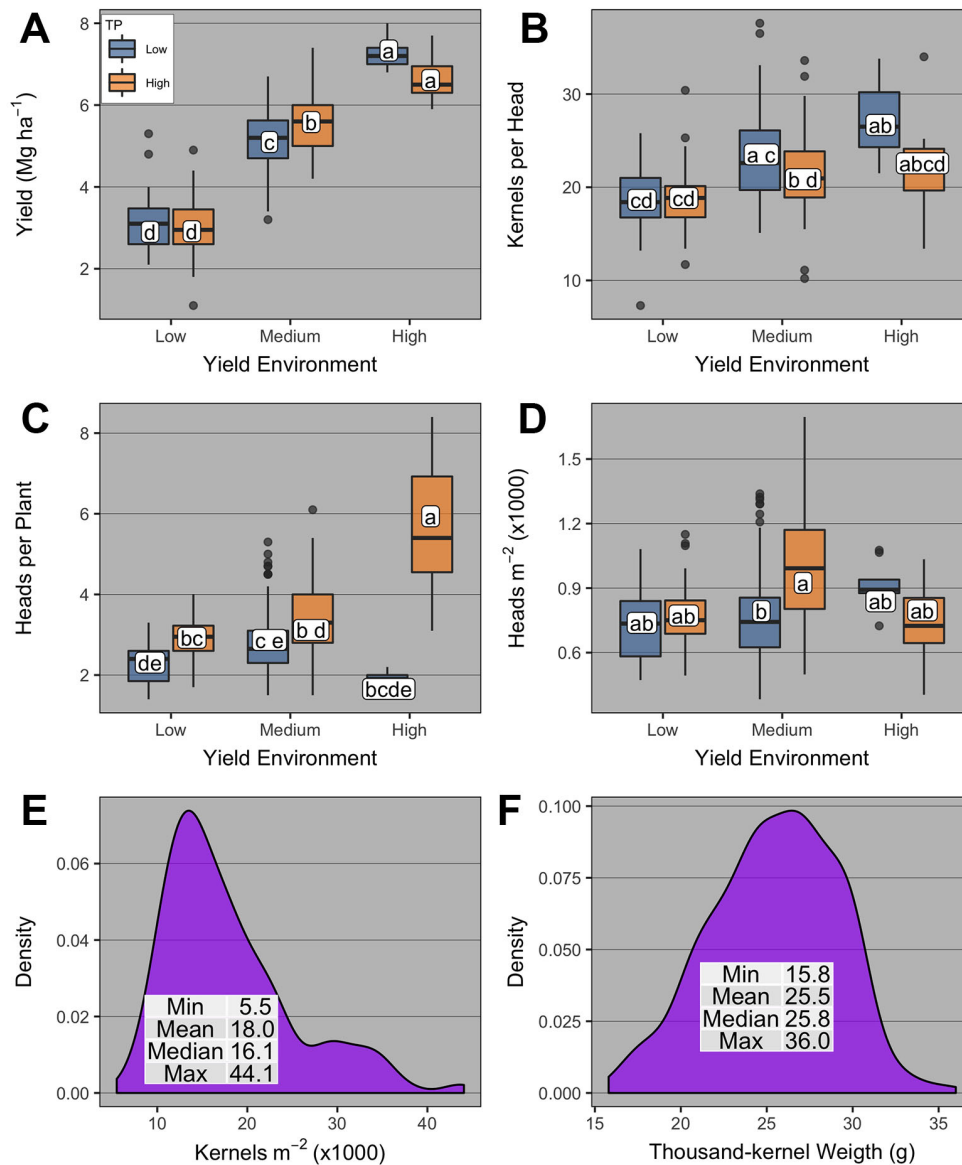 A
TP
Low
High
8
6
4
2
Yield (Mg ha⁻¹)
d
d
c
b
a
a
Low
Medium
High
Yield Environment
B
30
20
10
Kernels per Head
cd
cd
a c
b d
ab
abcd
Low
Medium
High
Yield Environment
C
8
6
4
2
Heads per Plant
de
bc
c e
b d
bcde
a
Low
Medium
High
Yield Environment
D
1.5
1.2
0.9
0.6
Heads m⁻² (x1000)
ab
ab
b
a
ab
ab
Low
Medium
High
Yield Environment
E
0.06
0.04
0.02
0.00
Density
Min 5.5
Mean 18.0
Median 16.1
Max 44.1
10
20
30
40
Kernels m⁻² (x1000)
F
0.100
0.075
0.050
0.025
0.000
Density
Min 15.8
Mean 25.5
Median 25.8
Max 36.0
15
20
25
30
35
Thousand-kernel Weigth (g)